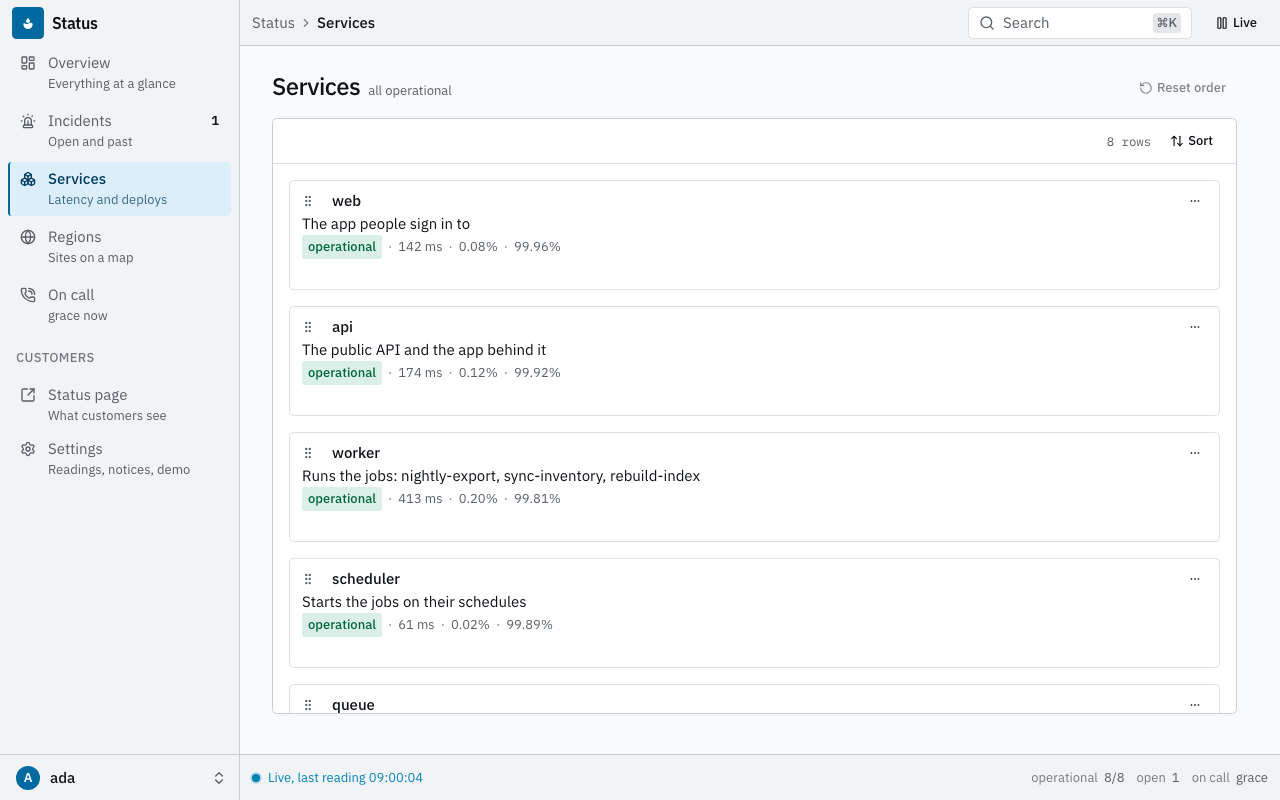 Status
Overview
Everything at a glance
Incidents 1
Open and past
Services
Latency and deploys
Regions
Sites on a map
On call
grace now
CUSTOMERS
Status page
What customers see
Settings
Readings, notices, demo
A ada
Status > Services
Search ⌘K
Live
Services all operational
Reset order
8 rows Sort
web
The app people sign in to
operational · 142 ms · 0.08% · 99.96%
api
The public API and the app behind it
operational · 174 ms · 0.12% · 99.92%
worker
Runs the jobs: nightly-export, sync-inventory, rebuild-index
operational · 413 ms · 0.20% · 99.81%
scheduler
Starts the jobs on their schedules
operational · 61 ms · 0.02% · 99.89%
queue
Live, last reading 09:00:04
operational 8/8 open 1 on call grace